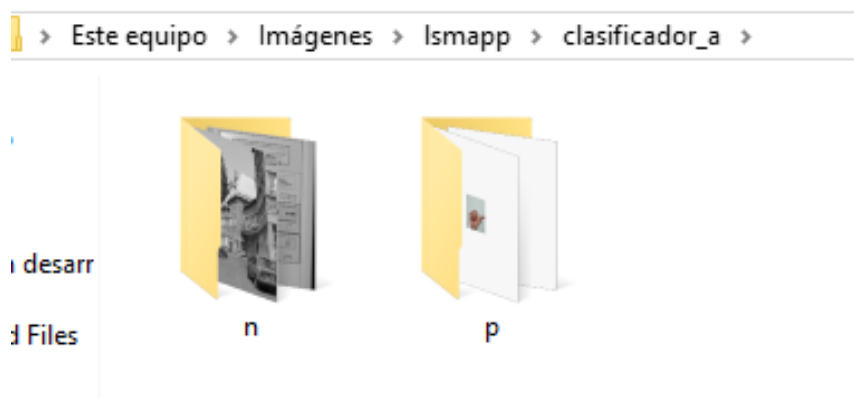 Este equipo > Imágenes > lsmapp > clasificador_a >
desarr
Files
n
p